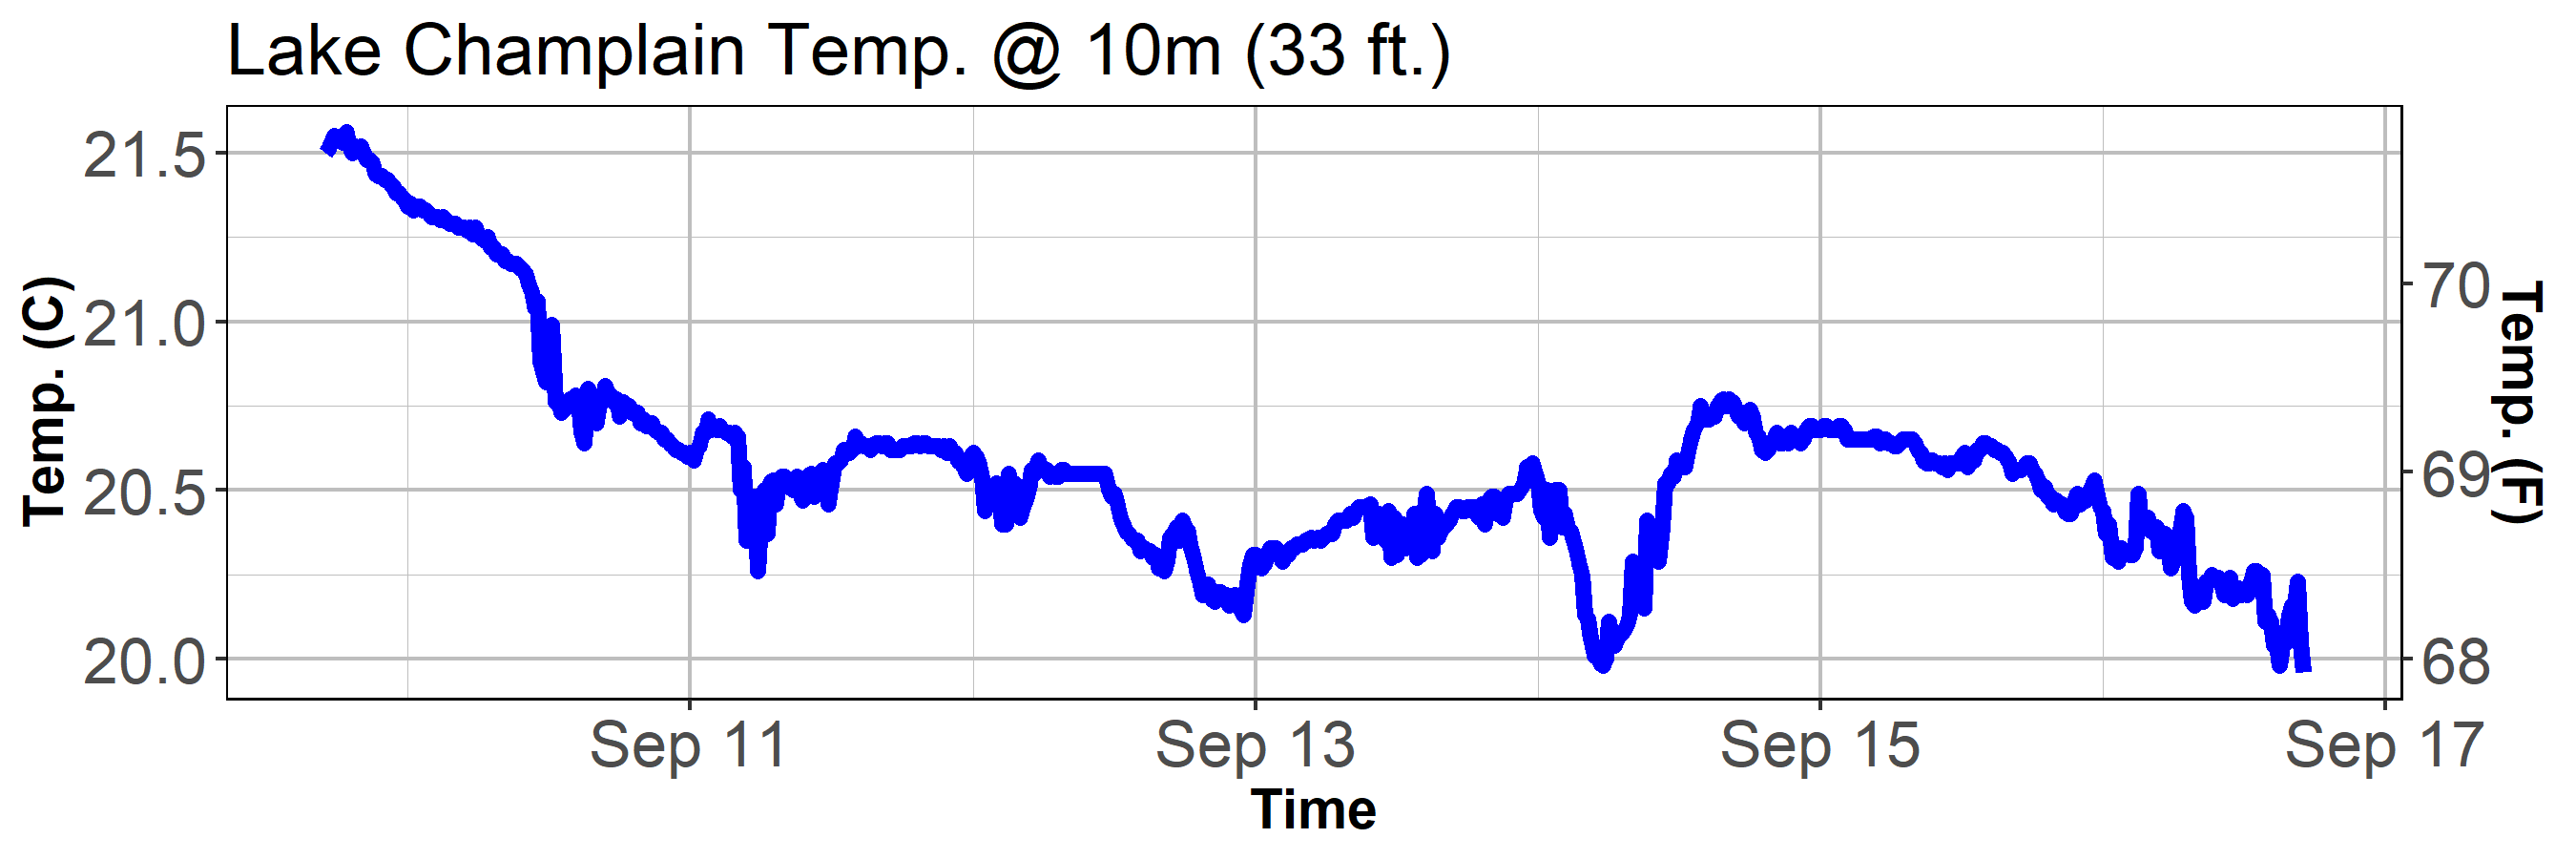 Lake Champlain Temp. @ 10m (33 ft.)
Temp. (C)
21.5
21.0
20.5
20.0
70
69
68
Temp. (F)
Sep 11 Sep 13 Sep 15 Sep 17
Time